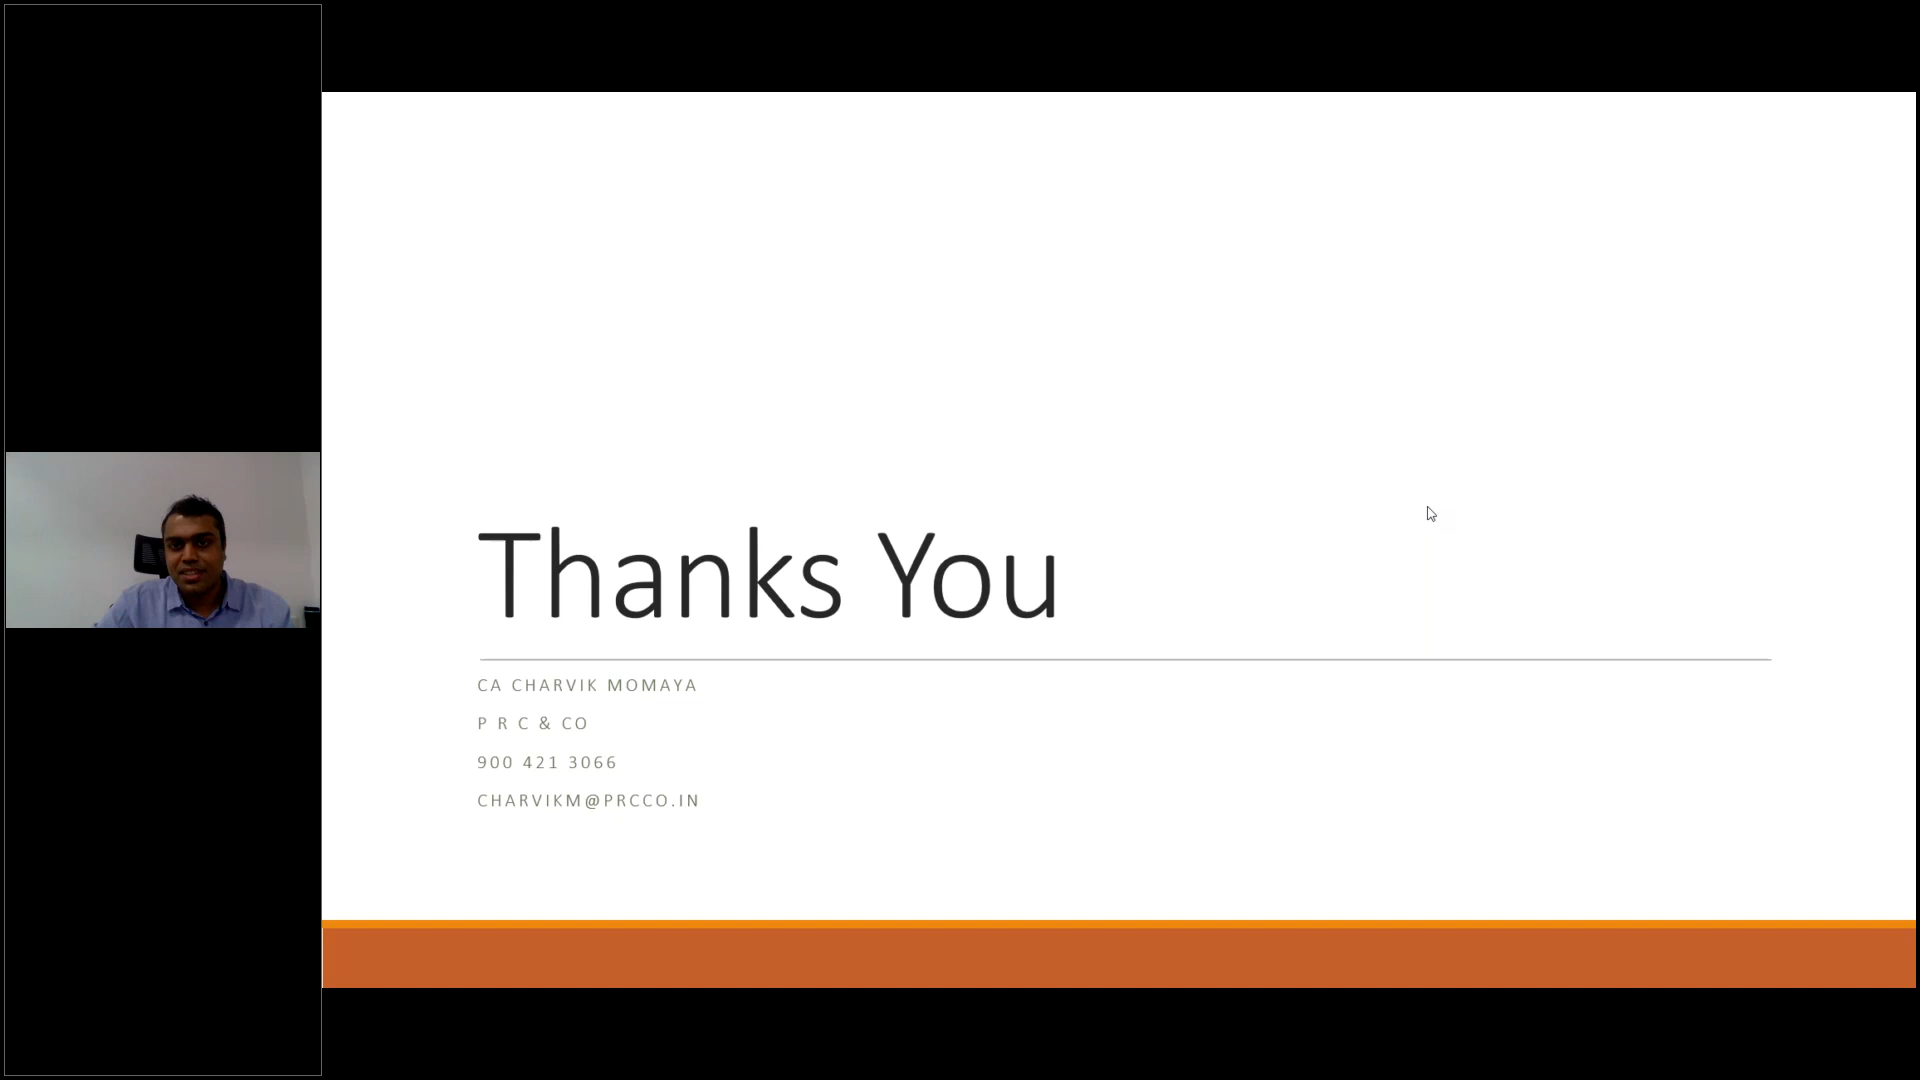 Thanks You
CA CHARVIK MOMAYA
P R C & CO
900 421 3066
CHARVIKM@PRCCO.IN